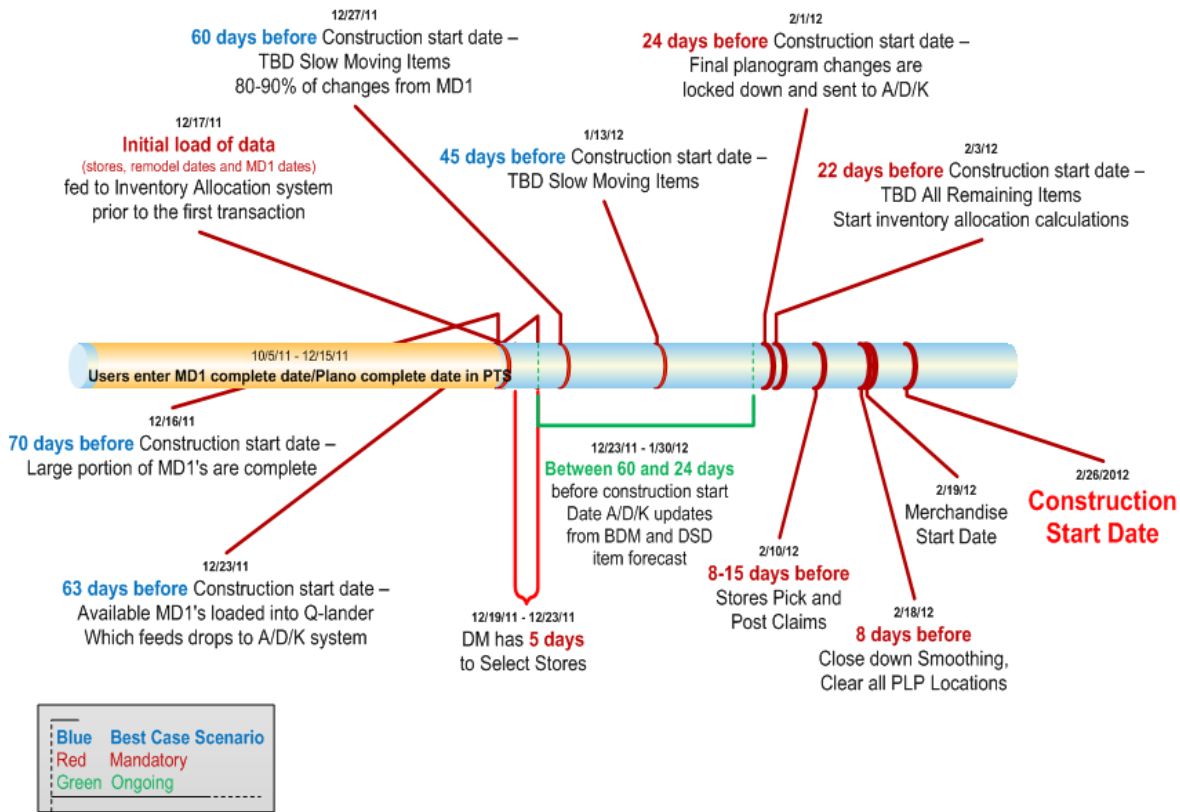 12/27/11
60 days before Construction start date –
TBD Slow Moving Items
80-90% of changes from MD1
2/1/12
24 days before Construction start date –
Final planogram changes are
locked down and sent to A/D/K
12/17/11
Initial load of data
(stores, remodel dates and MD1 dates)
fed to Inventory Allocation system
prior to the first transaction
1/13/12
45 days before Construction start date –
TBD Slow Moving Items
2/3/12
22 days before Construction start date –
TBD All Remaining Items
Start inventory allocation calculations
10/5/11 - 12/15/11
Users enter MD1 complete date/Plano complete date in PTS
12/16/11
70 days before Construction start date –
Large portion of MD1's are complete
12/23/11
63 days before Construction start date –
Available MD1's loaded into Q-lander
Which feeds drops to A/D/K system
12/19/11 - 12/23/11
DM has 5 days
to Select Stores
12/23/11 - 1/30/12
Between 60 and 24 days
before construction start
Date A/D/K updates
from BDM and DSD
item forecast
2/10/12
8-15 days before
Stores Pick and
Post Claims
2/18/12
8 days before
Close down Smoothing,
Clear all PLP Locations
2/19/12
Merchandise
Start Date
2/26/2012
Construction
Start Date
Blue Best Case Scenario
Red Mandatory
Green Ongoing